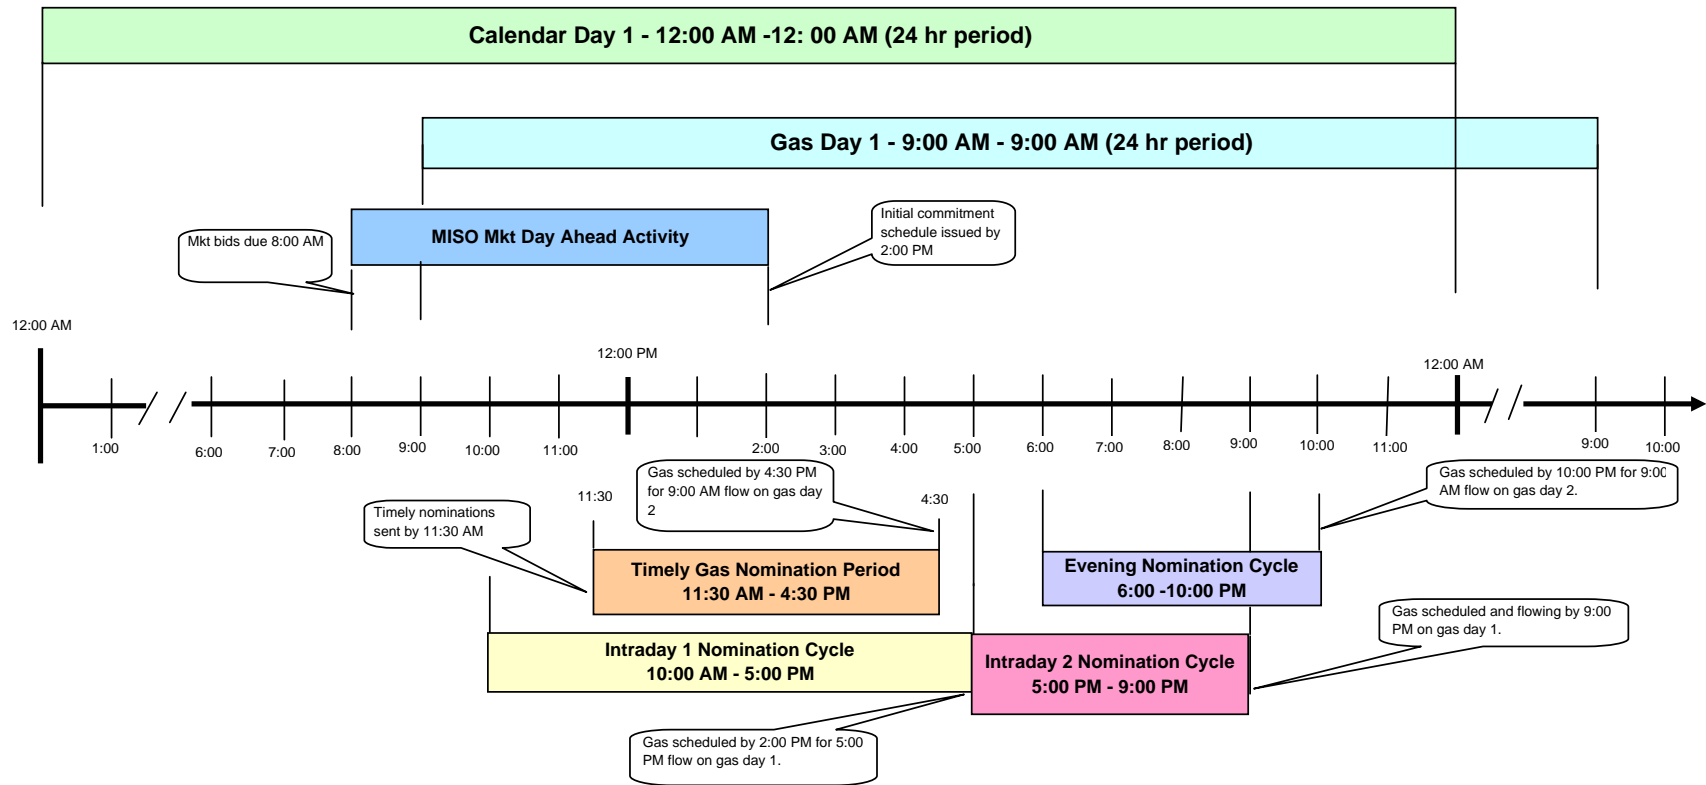 Calendar Day 1 - 12:00 AM -12: 00 AM (24 hr period)
Gas Day 1 - 9:00 AM - 9:00 AM (24 hr period)
MISO Mkt Day Ahead Activity
Mkt bids due 8:00 AM
Initial commitment
schedule issued by
2:00 PM
12:00 AM
12:00 PM
12:00 AM
1:00
6:00
7:00
8:00
9:00
10:00
11:00
2:00
3:00
4:00
5:00
6:00
7:00
8:00
9:00
10:00
11:00
9:00
10:00
Timely nominations
sent by 11:30 AM
11:30
Gas scheduled by 4:30 PM
for 9:00 AM flow on gas day
2
4:30
Gas scheduled by 10:00 PM for 9:00
AM flow on gas day 2.
Timely Gas Nomination Period
11:30 AM - 4:30 PM
Evening Nomination Cycle
6:00 -10:00 PM
Intraday 1 Nomination Cycle
10:00 AM - 5:00 PM
Intraday 2 Nomination Cycle
5:00 PM - 9:00 PM
Gas scheduled and flowing by 9:00
PM on gas day 1.
Gas scheduled by 2:00 PM for 5:00
PM flow on gas day 1.